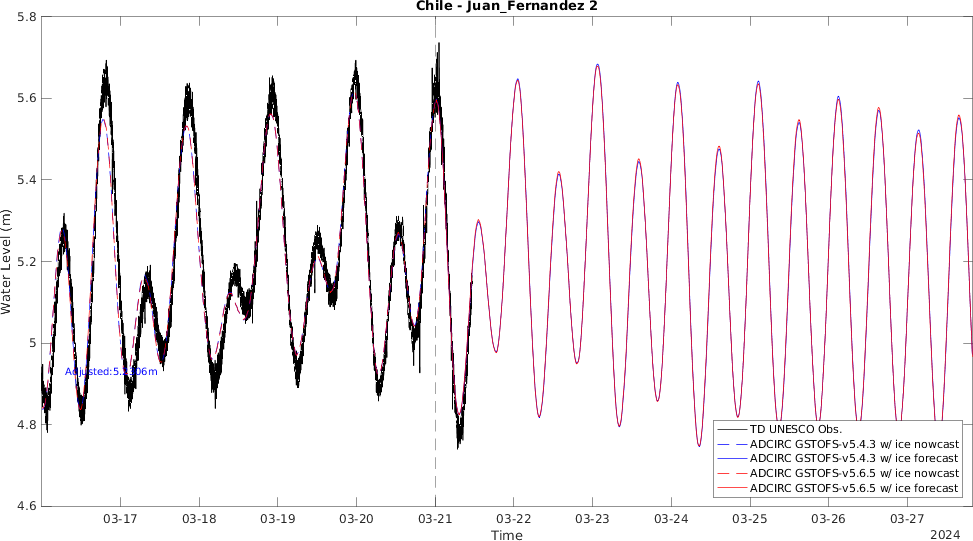 Chile - Juan_Fernandez 2
Water Level (m)
5.8
5.6
5.4
5.2
5
4.8
4.6
03-17
03-18
03-19
03-20
03-21
03-22
03-23
03-24
03-25
03-26
03-27
Time
2024
TD UNESCO Obs.
ADCIRC GSTOFS-v5.4.3 w/ ice nowcast
ADCIRC GSTOFS-v5.4.3 w/ ice forecast
ADCIRC GSTOFS-v5.6.5 w/ ice nowcast
ADCIRC GSTOFS-v5.6.5 w/ ice forecast